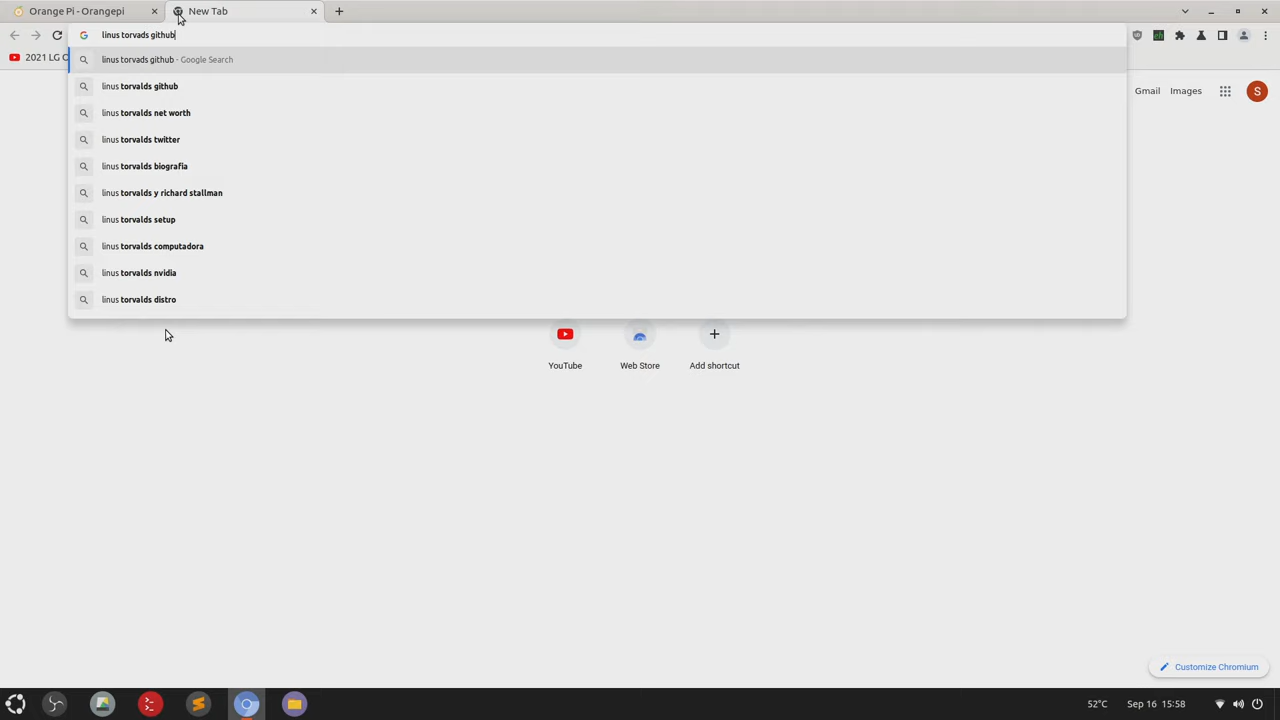 Orange Pi - Orangepi
New Tab
linus torvads github
2021 LG O
linus torvads github - Google Search
linus torvalds github
linus torvalds net worth
linus torvalds twitter
linus torvalds biografia
linus torvalds y richard stallman
linus torvalds setup
linus torvalds computadora
linus torvalds nvidia
linus torvalds distro
Gmail
Images
S
YouTube
Web Store
Add shortcut
Customize Chromium
52°C
Sep 16 15:58